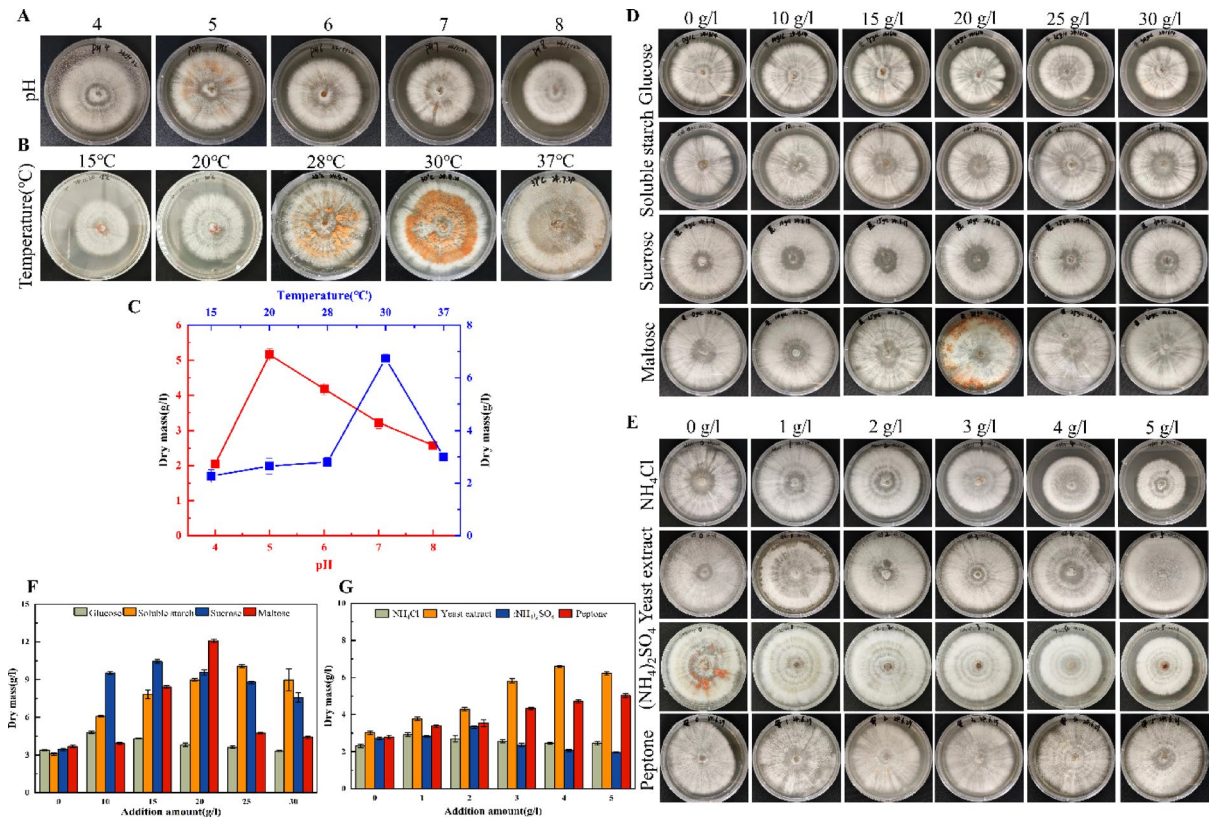 A
4 5 6 7 8
pH
B
15°C 20°C 28°C 30°C 37°C
Temperature(°C)
C
Temperature(°C)
15 20 28 30 37
Dry mass(g/l)
6
5
4
3
2
1
0
8
6
4
2
0
Dry mass(g/l)
4 5 6 7 8
pH
D
0 g/l 10 g/l 15 g/l 20 g/l 25 g/l 30 g/l
Glucose
Soluble starch
Sucrose
Maltose
E
0 g/l 1 g/l 2 g/l 3 g/l 4 g/l 5 g/l
NH₄Cl
Yeast extract
(NH₄)₂SO₄
Peptone
F
Glucose Soluble starch Sucrose Maltose
Dry mass(g/l)
15
12
9
6
3
0
0 10 15 20 25 30
Addition amount(g/l)
G
NH₄Cl Yeast extract (NH₄)₂SO₄ Peptone
Dry mass(g/l)
10
8
6
4
2
0
0 1 2 3 4 5
Addition amount(g/l)